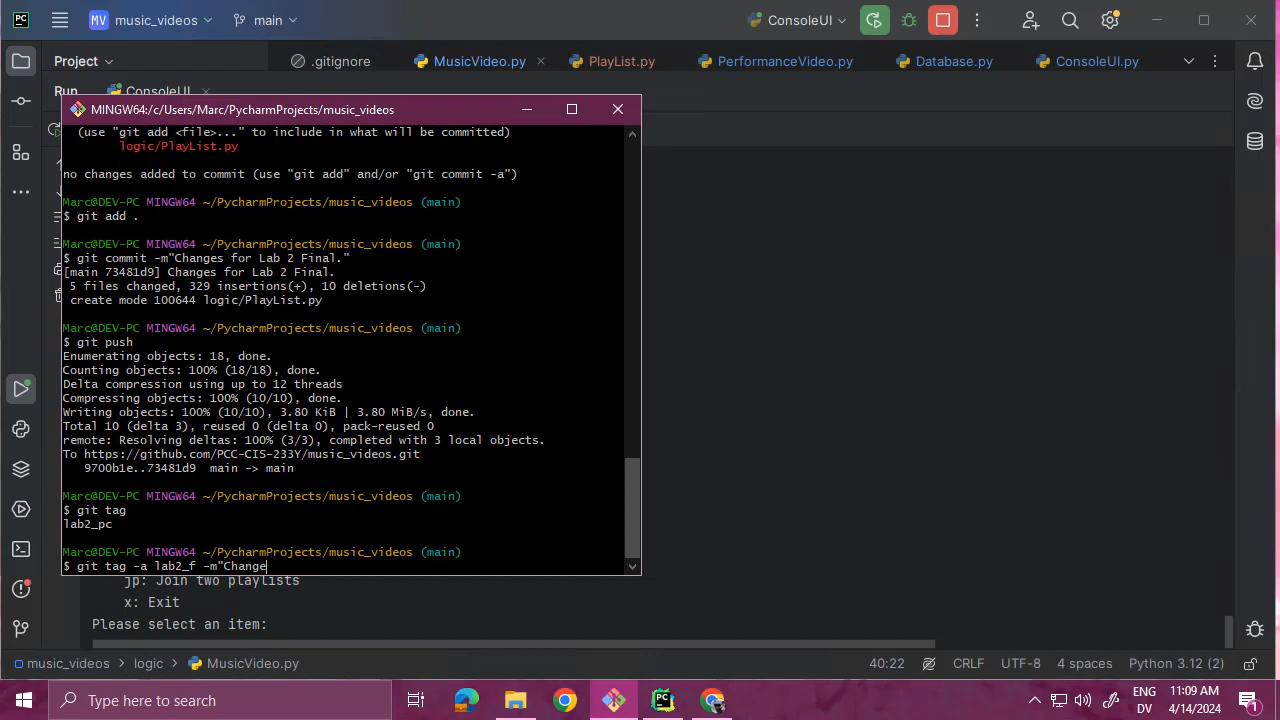 PC
MV music_videos
main
ConsoleUI
Project
.gitignore
MusicVideo.py
PlayList.py
PerformanceVideo.py
Database.py
ConsoleUI.py
Run
ConsoleUI
MINGW64:/c/Users/Marc/PycharmProjects/music_videos
(use "git add <file>..." to include in what will be committed)
logic/PlayList.py
no changes added to commit (use "git add" and/or "git commit -a")
Marc@DEV-PC MINGW64 ~/PycharmProjects/music_videos (main)
$ git add .
Marc@DEV-PC MINGW64 ~/PycharmProjects/music_videos (main)
$ git commit -m"Changes for Lab 2 Final."
[main 73481d9] Changes for Lab 2 Final.
5 files changed, 329 insertions(+), 10 deletions(-)
create mode 100644 logic/PlayList.py
Marc@DEV-PC MINGW64 ~/PycharmProjects/music_videos (main)
$ git push
Enumerating objects: 18, done.
Counting objects: 100% (18/18), done.
Delta compression using up to 12 threads
Compressing objects: 100% (10/10), done.
Writing objects: 100% (10/10), 3.80 KiB | 3.80 MiB/s, done.
Total 10 (delta 3), reused 0 (delta 0), pack-reused 0
remote: Resolving deltas: 100% (3/3), completed with 3 local objects.
To https://github.com/PCC-CIS-233Y/music_videos.git
9700b1e..73481d9  main -> main
Marc@DEV-PC MINGW64 ~/PycharmProjects/music_videos (main)
$ git tag
lab2_pc
Marc@DEV-PC MINGW64 ~/PycharmProjects/music_videos (main)
$ git tag -a lab2_f -m"Change
jp: Join two playlists
x: Exit
Please select an item:
music_videos
logic
MusicVideo.py
40:22
CRLF
UTF-8
4 spaces
Python 3.12 (2)
Type here to search
PC
ENG
DV
11:09 AM
4/14/2024
1